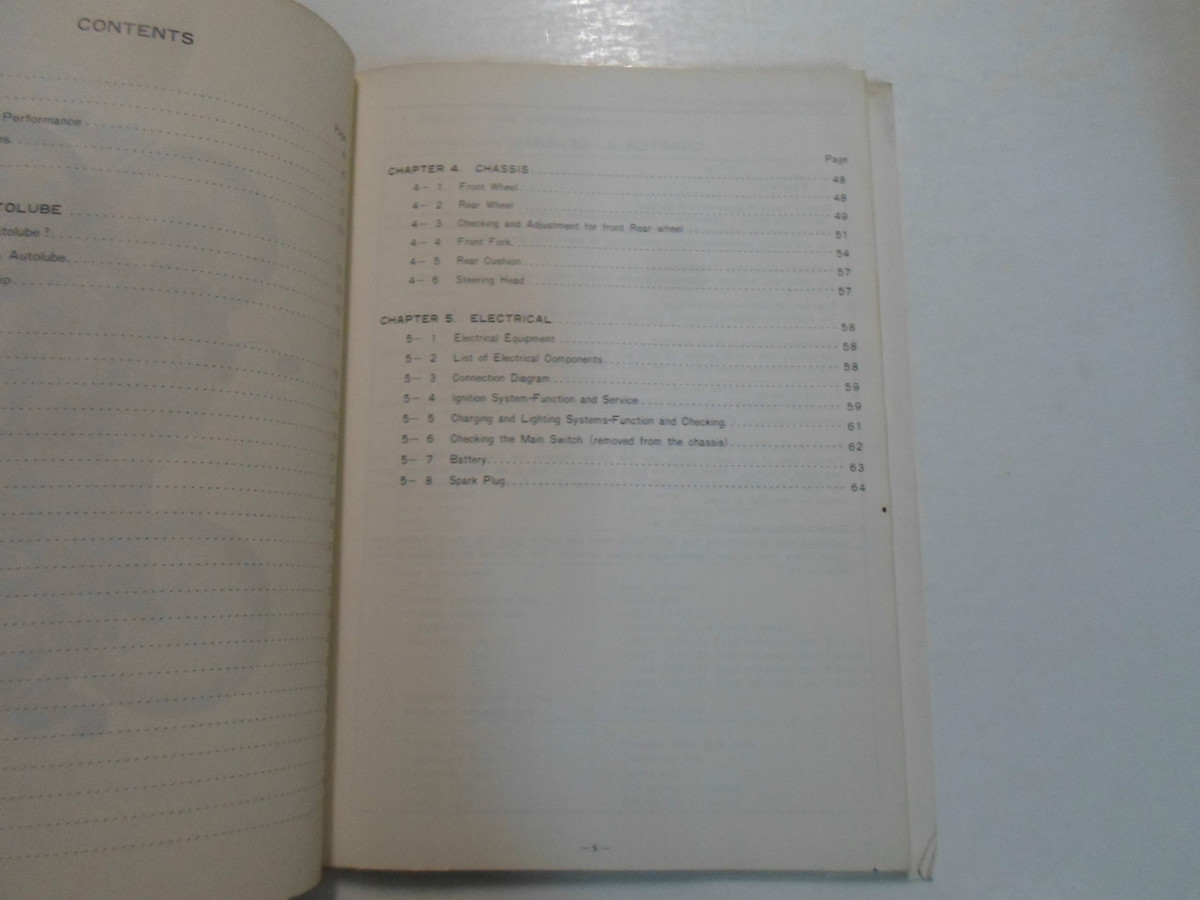 CONTENTS
Performance
AUTOLUBE
Autolube ?
Autolube
Page
CHAPTER 4. CHASSIS 48
4— 1 Front Wheel 48
4— 2 Rear Wheel 49
4— 3 Checking and Adjustment for front Rear wheel 51
4— 4 Front Fork 54
4— 5 Rear Cushion 57
4— 6 Steering Head 57
CHAPTER 5. ELECTRICAL 58
5— 1 Electrical Equipment 58
5— 2 List of Electrical Components 58
5— 3 Connection Diagram 59
5— 4 Ignition System-Function and Service 59
5— 5 Charging and Lighting Systems-Function and Checking 61
5— 6 Checking the Main Switch (removed from the chassis) 62
5— 7 Battery 63
5— 8 Spark Plug 64